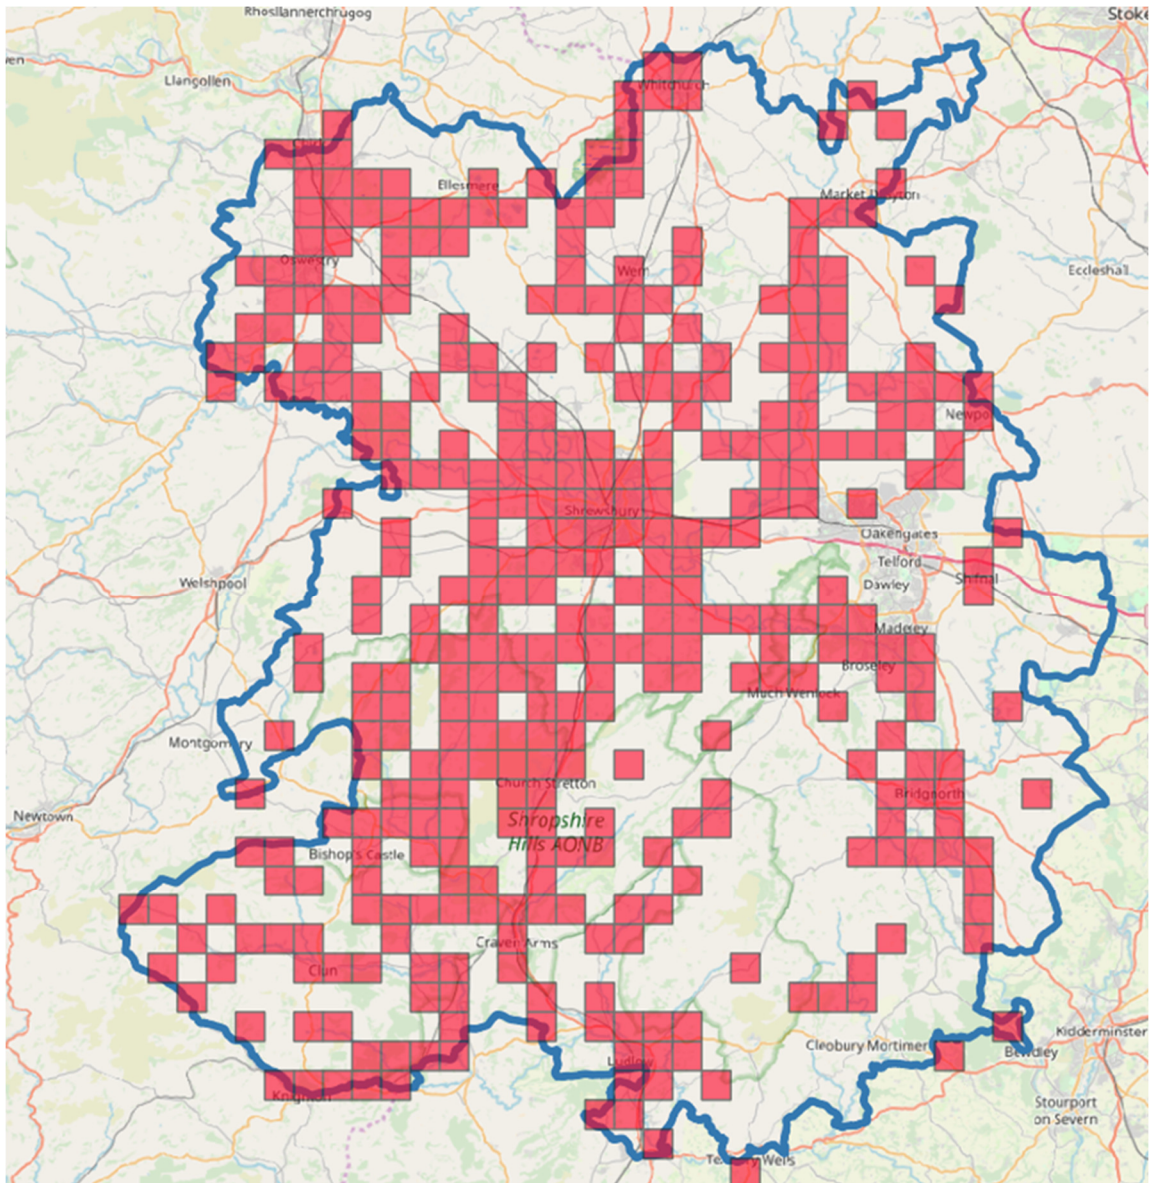 Rhosllannerchrugog
Stoke
Llangollen
Whitchurch
Ellesmere
Market Drayton
Oswestry
Wem
Eccleshall
Newpo
Shrewsbury
Oakengates
Telford
Welshpool
Dawley
Shifnal
Madeley
Broseley
Much Wenlock
Montgomery
Church Stretton
Bridgnorth
Newtown
Shropshire
Hills AONB
Bishop's Castle
Craven Arms
Clun
Kidderminster
Cleobury Mortimer
Bewdley
Ludlow
Knighton
Stourport
on Severn
Tenbury Wells